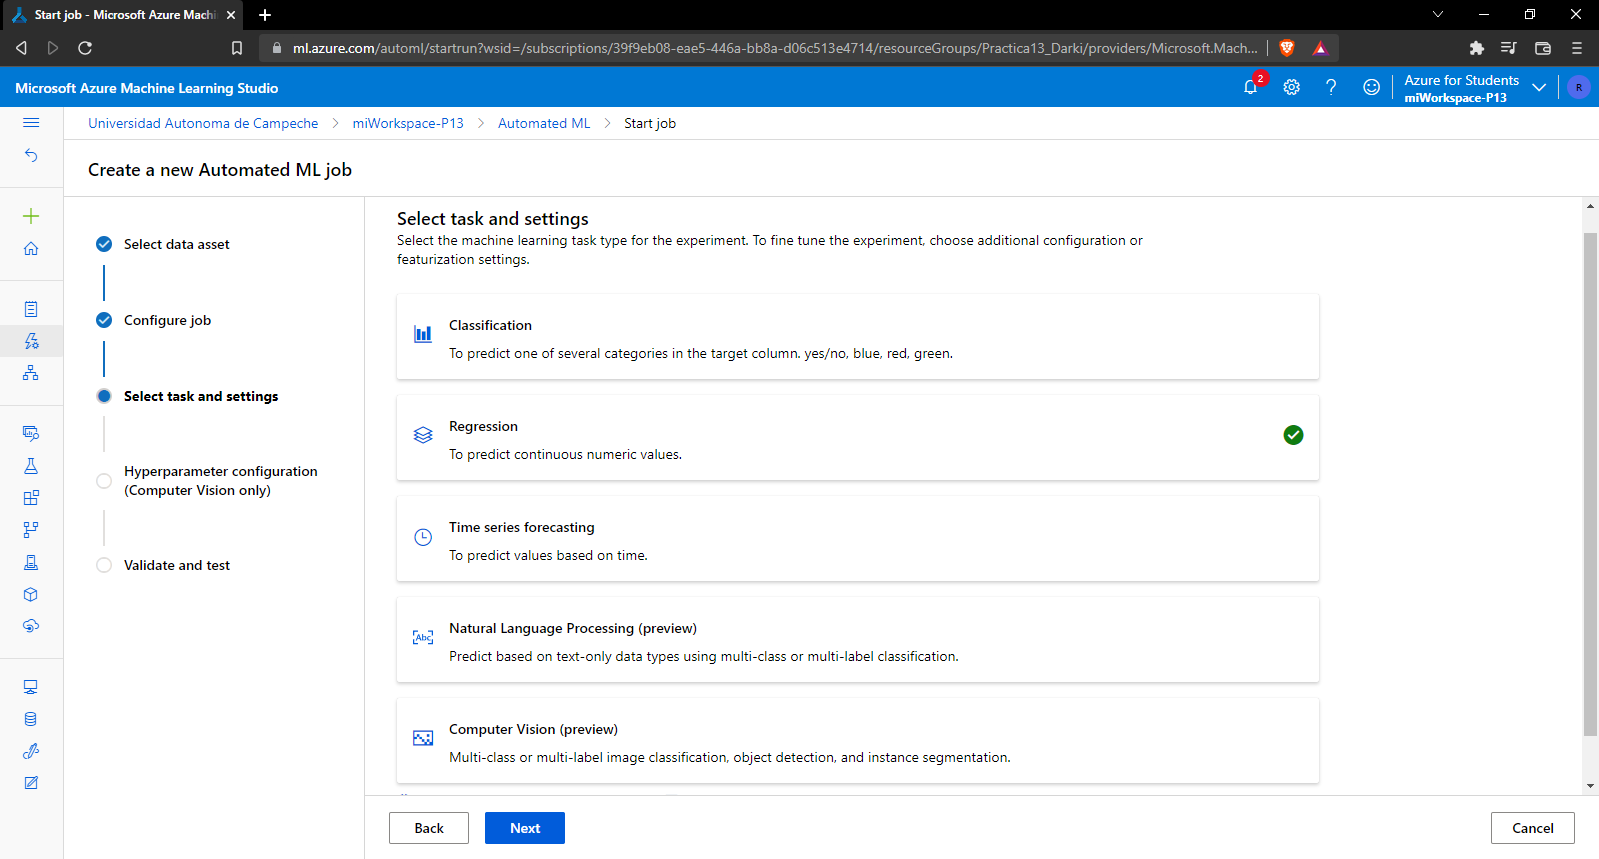 Start job - Microsoft Azure Machi
ml.azure.com/automl/startrun?wsid=/subscriptions/39f9eb08-eae5-446a-bb8a-d06c513e4714/resourceGroups/Practica13_Darki/providers/Microsoft.Mach...
Microsoft Azure Machine Learning Studio
2
Azure for Students
miWorkspace-P13
R
Universidad Autonoma de Campeche > miWorkspace-P13 > Automated ML > Start job
Create a new Automated ML job
Select data asset
Configure job
Select task and settings
Hyperparameter configuration
(Computer Vision only)
Validate and test
Select task and settings
Select the machine learning task type for the experiment. To fine tune the experiment, choose additional configuration or
featurization settings.
Classification
To predict one of several categories in the target column. yes/no, blue, red, green.
Regression
To predict continuous numeric values.
Time series forecasting
To predict values based on time.
Abc
Natural Language Processing (preview)
Predict based on text-only data types using multi-class or multi-label classification.
Computer Vision (preview)
Multi-class or multi-label image classification, object detection, and instance segmentation.
Back
Next
Cancel